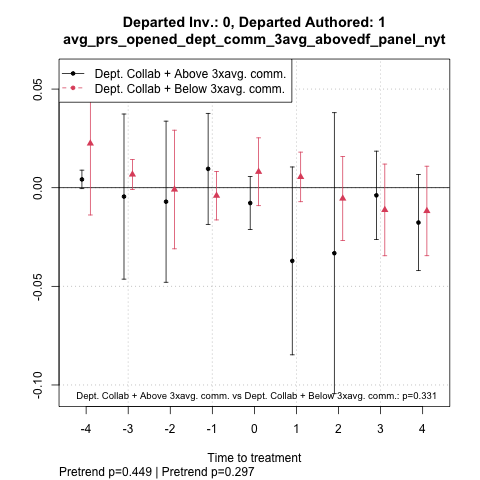 Departed Inv.: 0, Departed Authored: 1
avg_prs_opened_dept_comm_3avg_abovedf_panel_nyt
Dept. Collab + Above 3xavg. comm.
Dept. Collab + Below 3xavg. comm.
0.05
0.00
-0.05
-0.10
Dept. Collab + Above 3xavg. comm. vs Dept. Collab + Below 3xavg. comm.: p=0.331
-4 -3 -2 -1 0 1 2 3 4
Time to treatment
Pretrend p=0.449 | Pretrend p=0.297